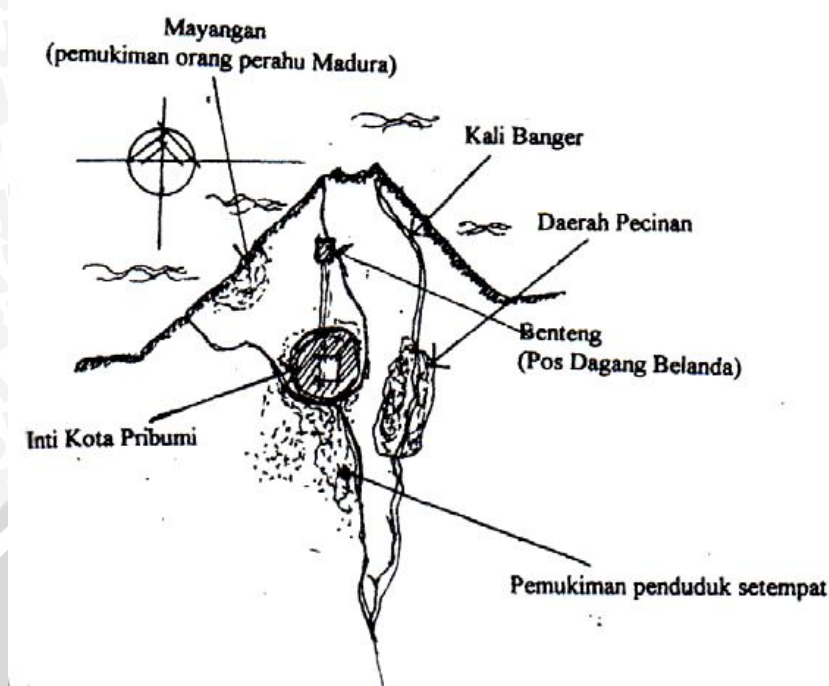 Mayangan
(pemukiman orang perahu Madura)
Kali Banger
Daerah Pecinan
Benteng
(Pos Dagang Belanda)
Inti Kota Pribumi
Pemukiman penduduk setempat